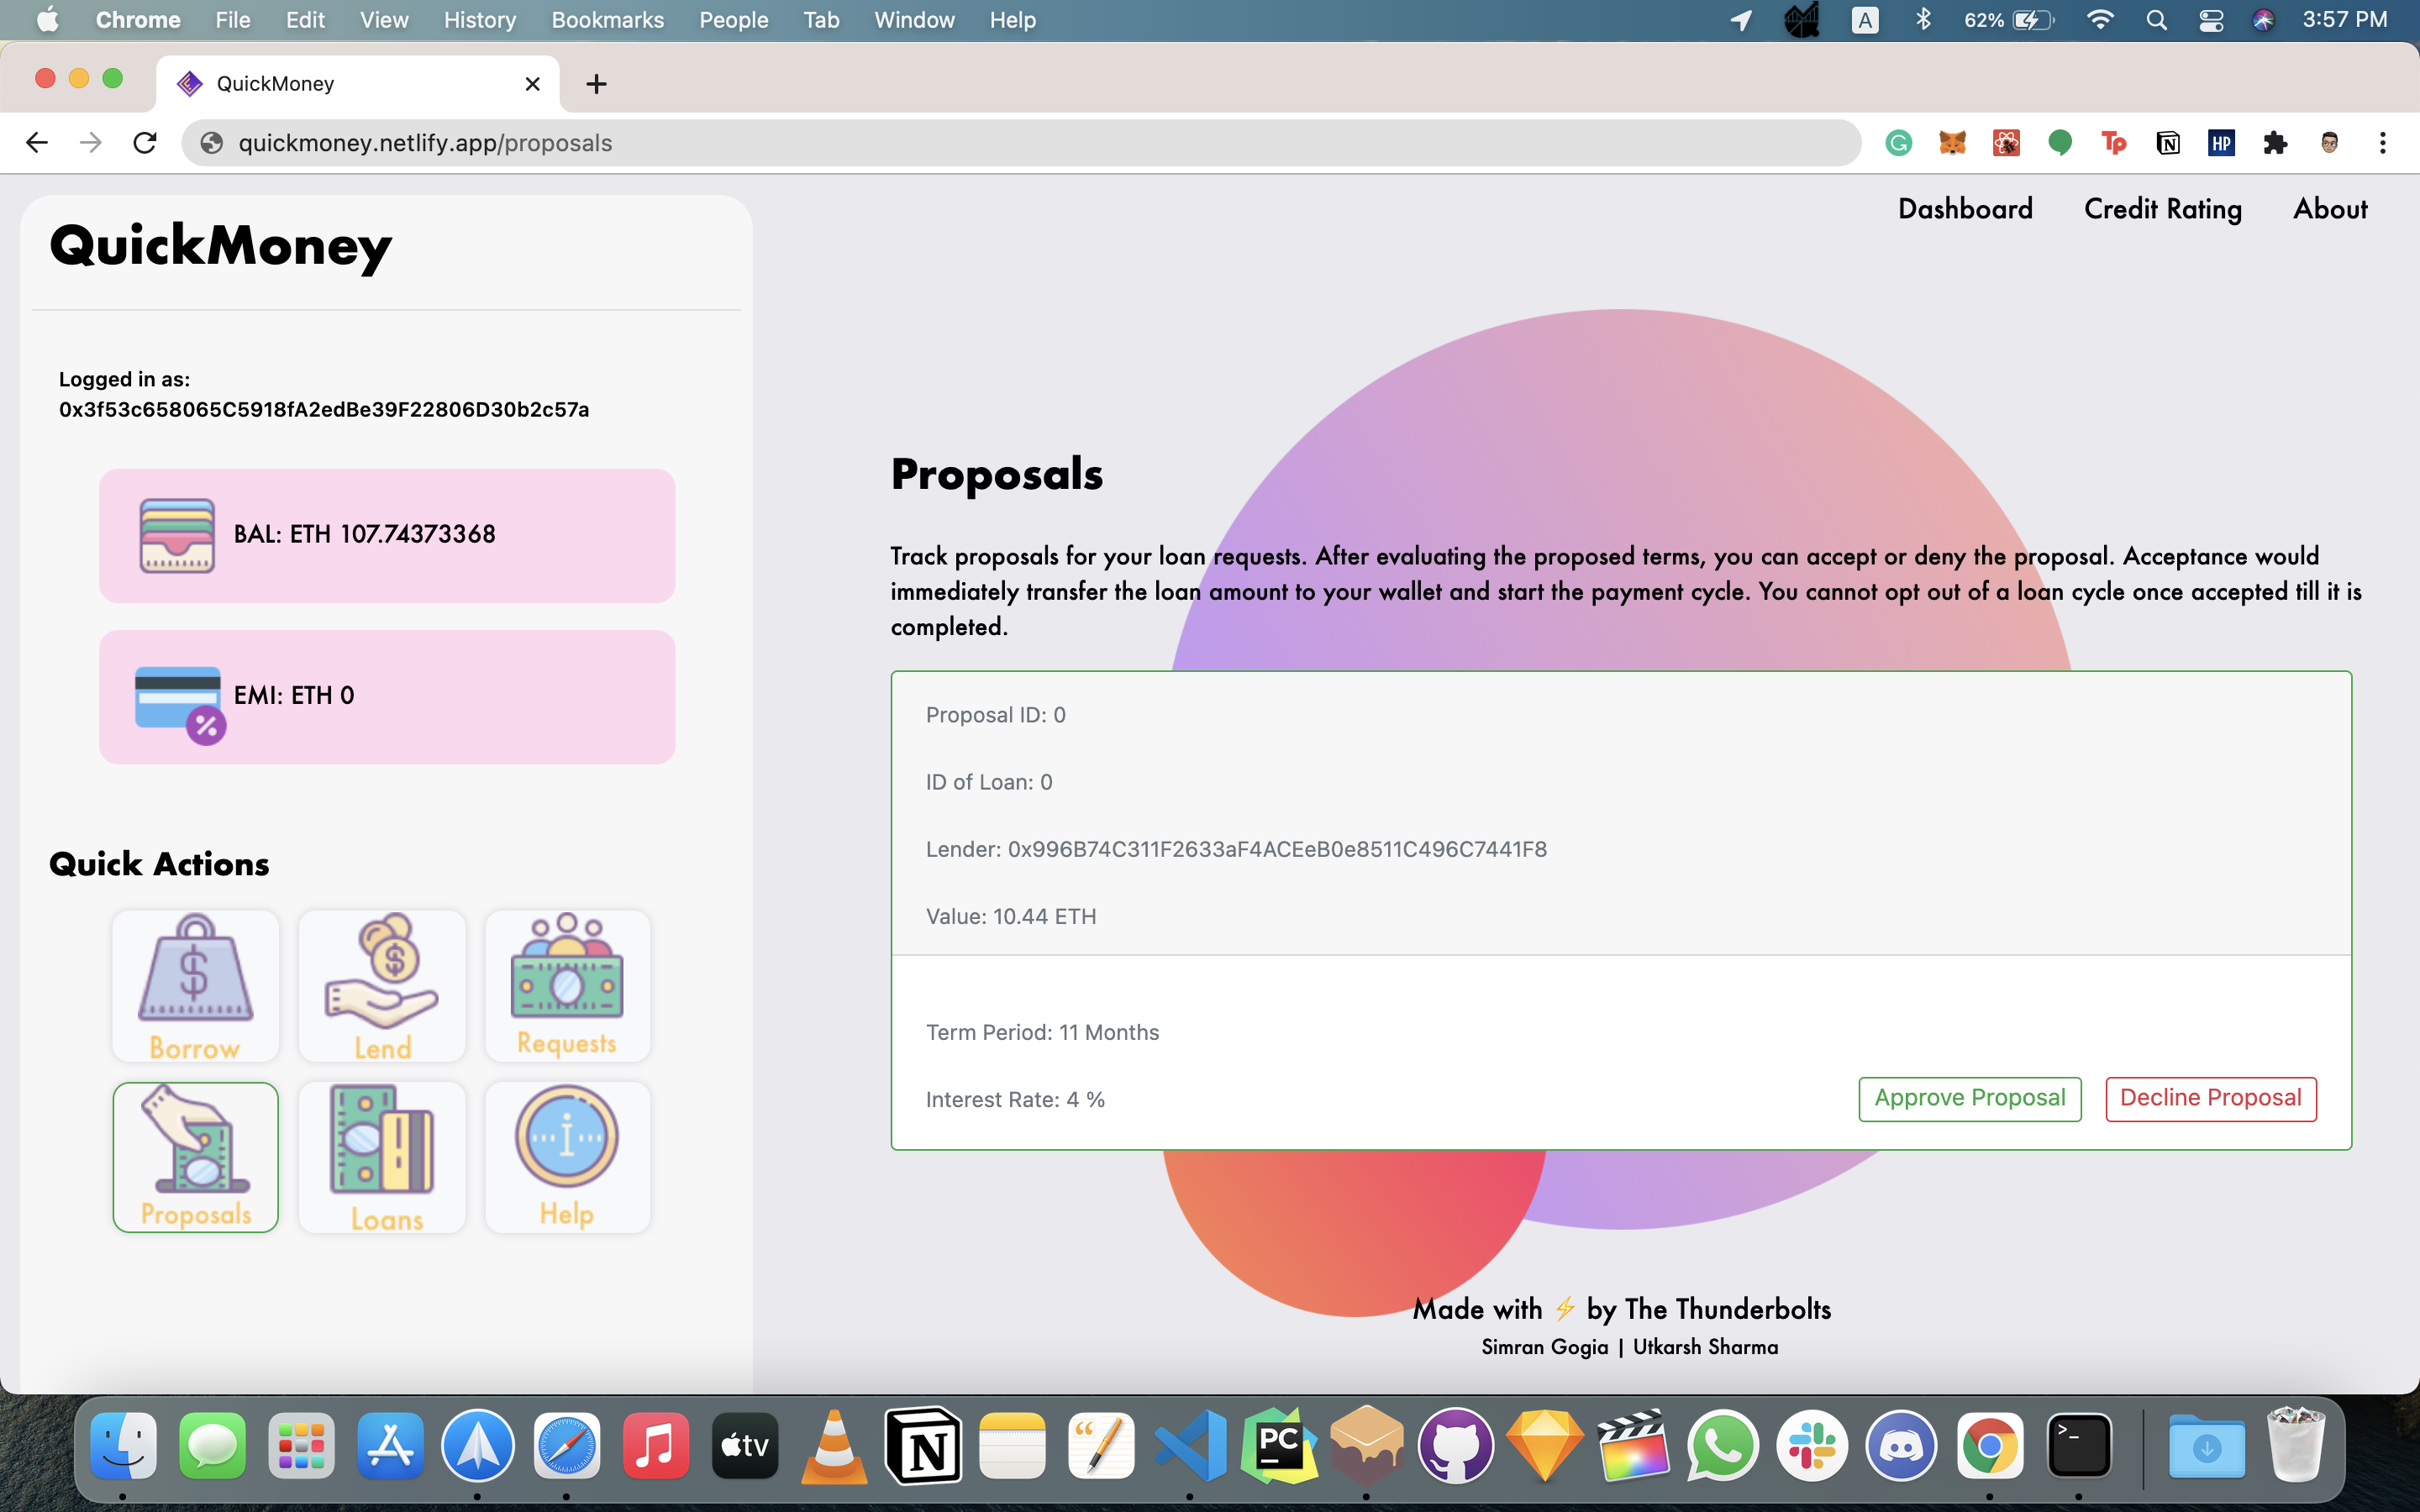 Chrome File Edit View History Bookmarks People Tab Window Help
A 62% 3:57 PM
QuickMoney
quickmoney.netlify.app/proposals
G Tp N HP
QuickMoney
Dashboard Credit Rating About
Logged in as:
0x3f53c658065C5918fA2edBe39F22806D30b2c57a
BAL: ETH 107.74373368
EMI: ETH 0
%
Quick Actions
$ Borrow
$ Lend
Requests
Proposals
Loans
i Help
Proposals
Track proposals for your loan requests. After evaluating the proposed terms, you can accept or deny the proposal. Acceptance would
immediately transfer the loan amount to your wallet and start the payment cycle. You cannot opt out of a loan cycle once accepted till it is
completed.
Proposal ID: 0
ID of Loan: 0
Lender: 0x996B74C311F2633aF4ACEeB0e8511C496C7441F8
Value: 10.44 ETH
Term Period: 11 Months
Interest Rate: 4 %
Approve Proposal Decline Proposal
Made with ⚡ by The Thunderbolts
Simran Gogia | Utkarsh Sharma
tv N PC >_